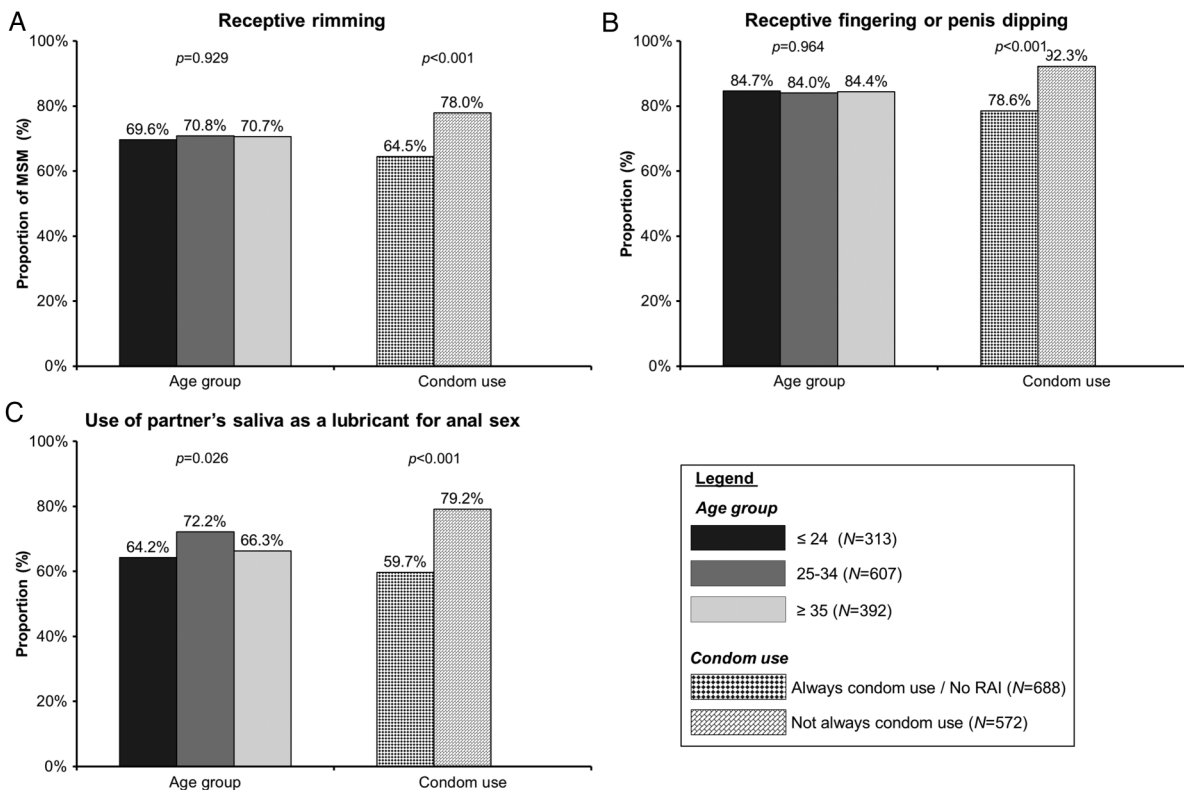 A
Receptive rimming
100%
80%
60%
40%
20%
0%
Proportion of MSM (%)
p=0.929
p<0.001
69.6%
70.8%
70.7%
64.5%
78.0%
Age group
Condom use
B
Receptive fingering or penis dipping
100%
80%
60%
40%
20%
0%
Proportion (%)
p=0.964
p<0.001
84.7%
84.0%
84.4%
78.6%
92.3%
Age group
Condom use
C
Use of partner's saliva as a lubricant for anal sex
100%
80%
60%
40%
20%
0%
Proportion (%)
p=0.026
p<0.001
64.2%
72.2%
66.3%
59.7%
79.2%
Age group
Condom use
Legend
Age group
≤ 24 (N=313)
25-34 (N=607)
≥ 35 (N=392)
Condom use
Always condom use / No RAI (N=688)
Not always condom use (N=572)